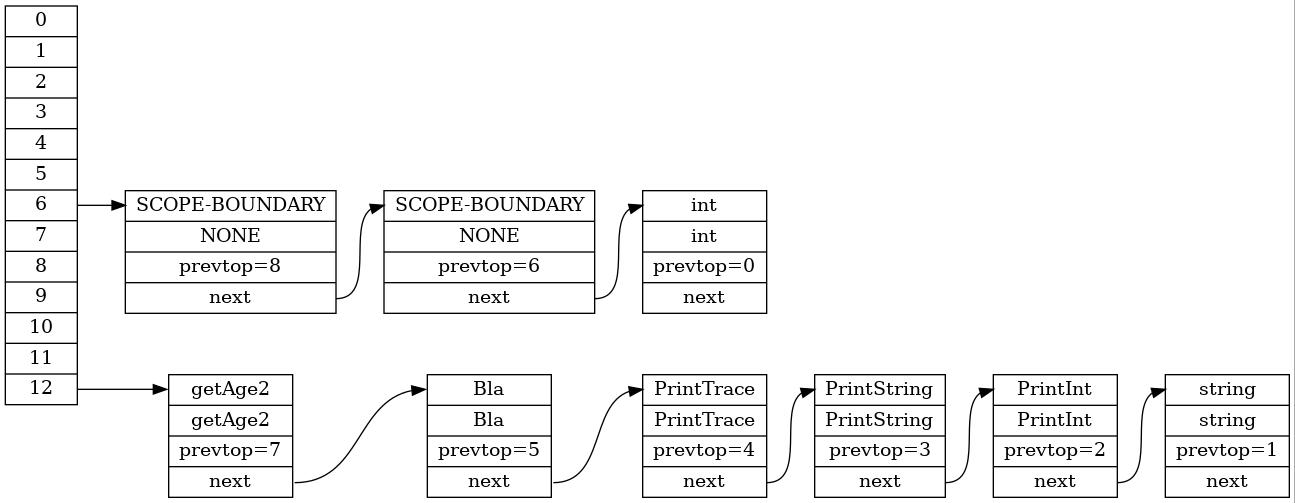 0
1
2
3
4
5
6
7
8
9
10
11
12
SCOPE-BOUNDARY
NONE
prevtop=8
next
SCOPE-BOUNDARY
NONE
prevtop=6
next
int
int
prevtop=0
next
getAge2
getAge2
prevtop=7
next
Bla
Bla
prevtop=5
next
PrintTrace
PrintTrace
prevtop=4
next
PrintString
PrintString
prevtop=3
next
PrintInt
PrintInt
prevtop=2
next
string
string
prevtop=1
next